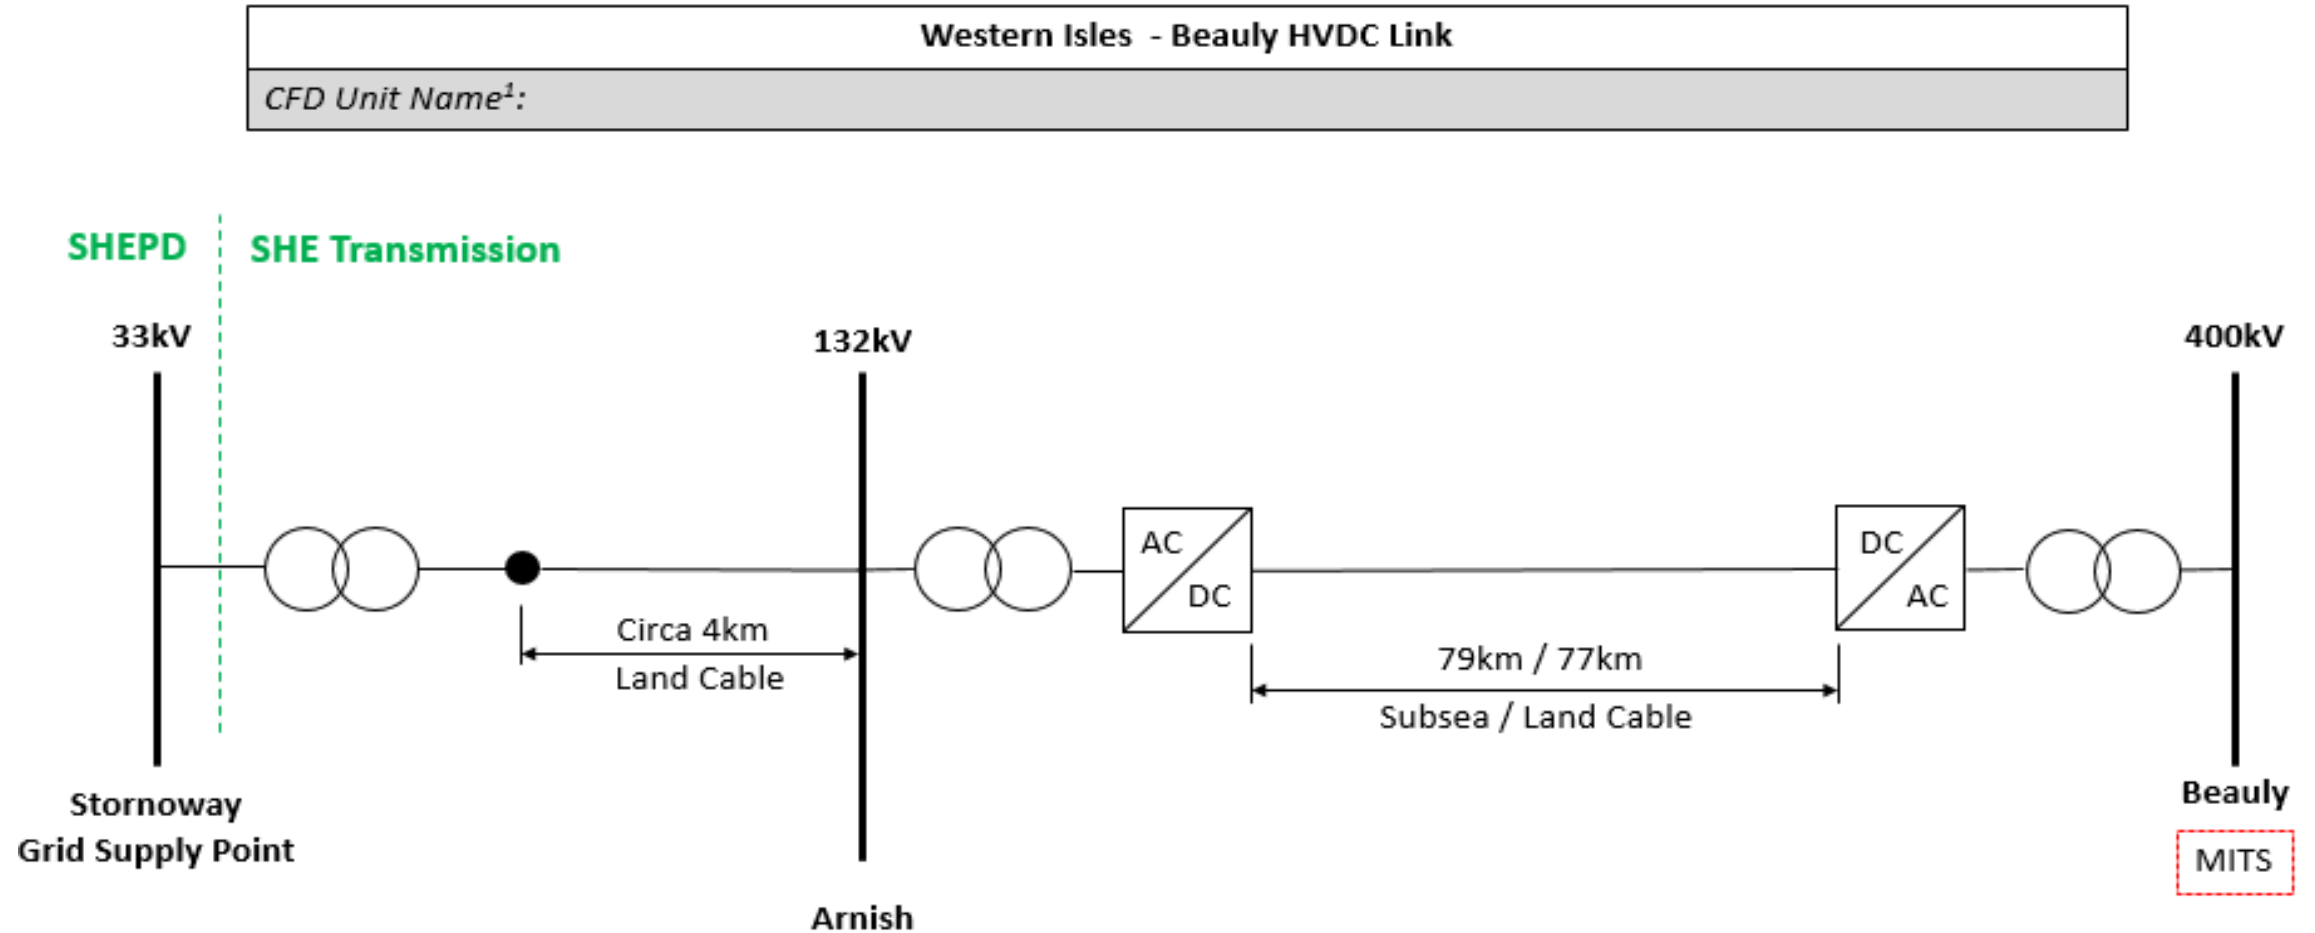 Western Isles - Beauly HVDC Link
CFD Unit Name¹:
SHEPD
SHE Transmission
33kV
132kV
400kV
AC
DC
DC
AC
Circa 4km
Land Cable
79km / 77km
Subsea / Land Cable
Stornoway
Grid Supply Point
Arnish
Beauly
MITS